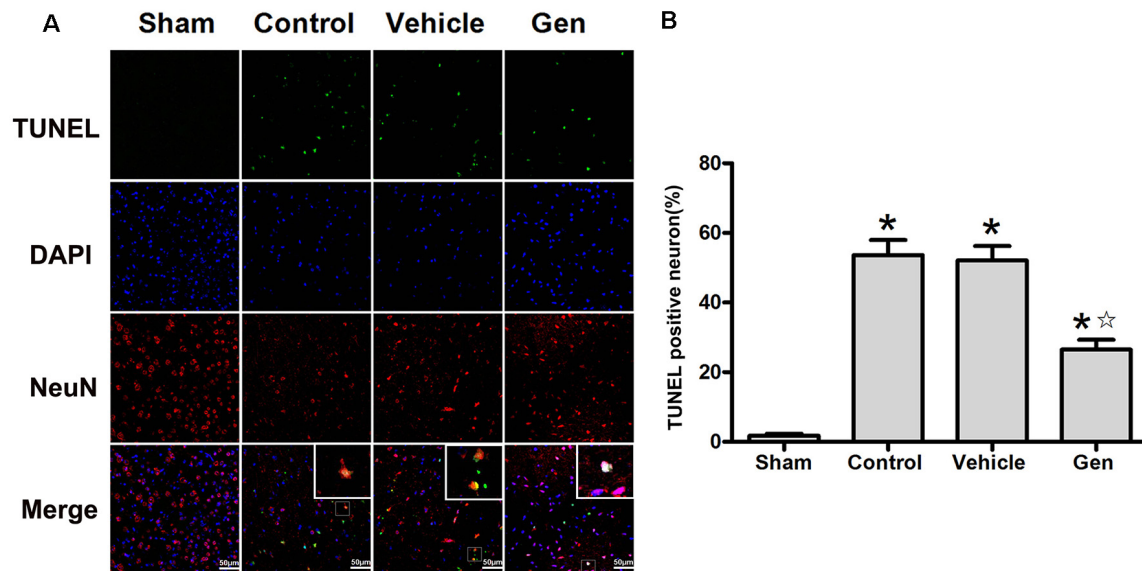 A
Sham Control Vehicle Gen
TUNEL
DAPI
NeuN
Merge
50μm 50μm 50μm 50μm
B
TUNEL positive neuron(%)
80
60
40
20
0
* * *☆
Sham Control Vehicle Gen